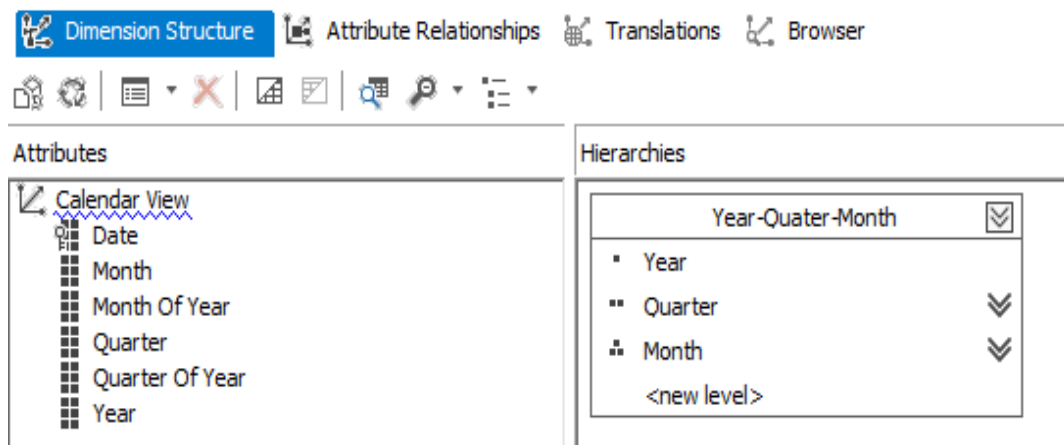 Dimension Structure Attribute Relationships Translations Browser
Attributes
Calendar View
Date
Month
Month Of Year
Quarter
Quarter Of Year
Year
Hierarchies
Year-Quater-Month
Year
Quarter
Month
<new level>